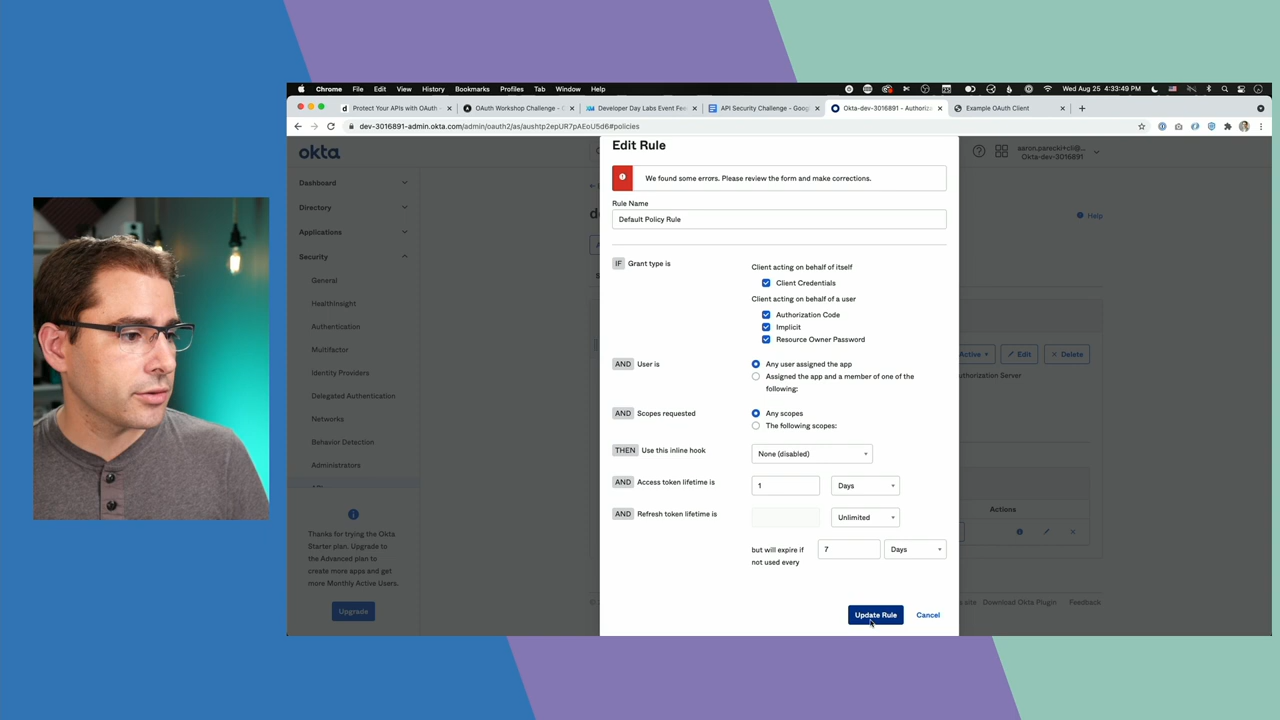 Chrome File Edit View History Bookmarks Profiles Tab Window Help Wed Aug 25 4:33:49 PM
Protect Your APIs with OAuth OAuth Workshop Challenge - G Developer Day Labs Event Fee API Security Challenge - Goog Okta-dev-3016891 - Authoriza Example OAuth Client
dev-3016891-admin.okta.com/admin/oauth2/as/aushtp2epUR7pAEoU5d6#policies
okta
aaron.parecki+cli@...
Okta-dev-3016891
Dashboard
Directory
Applications
Security
General
HealthInsight
Authentication
Multifactor
Identity Providers
Delegated Authentication
Networks
Behavior Detection
Administrators
Thanks for trying the Okta
Starter plan. Upgrade to
the Advanced plan to
create more apps and get
more Monthly Active Users.
Upgrade
Help
Active Edit Delete
uthorization Server
Actions
s site Download Okta Plugin Feedback
Edit Rule
We found some errors. Please review the form and make corrections.
Rule Name
Default Policy Rule
IF Grant type is
Client acting on behalf of itself
Client Credentials
Client acting on behalf of a user
Authorization Code
Implicit
Resource Owner Password
AND User is
Any user assigned the app
Assigned the app and a member of one of the
following:
AND Scopes requested
Any scopes
The following scopes:
THEN Use this inline hook
None (disabled)
AND Access token lifetime is
1 Days
AND Refresh token lifetime is
Unlimited
but will expire if
not used every
7 Days
Update Rule Cancel